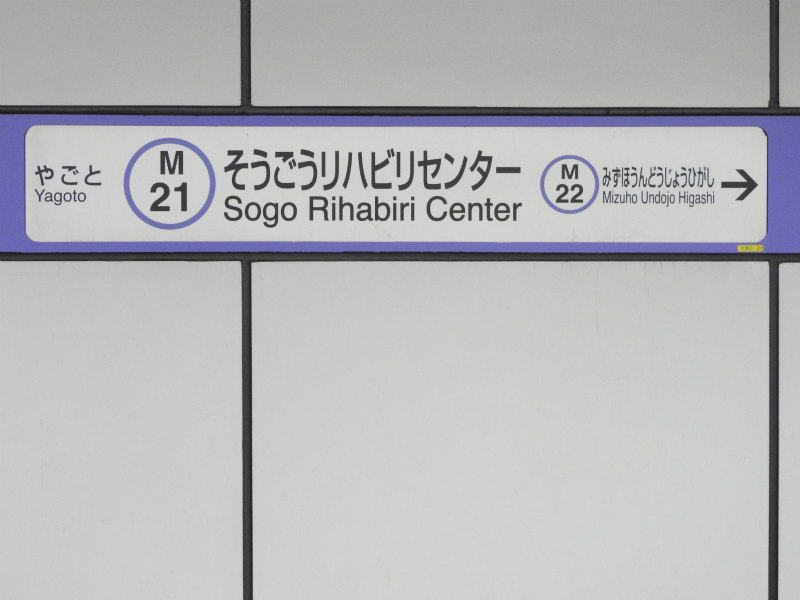 やごと
Yagoto
M
21
そうごうリハビリセンター
Sogo Rihabiri Center
M
22
みずほうんどうじょうひがし
Mizuho Undojo Higashi